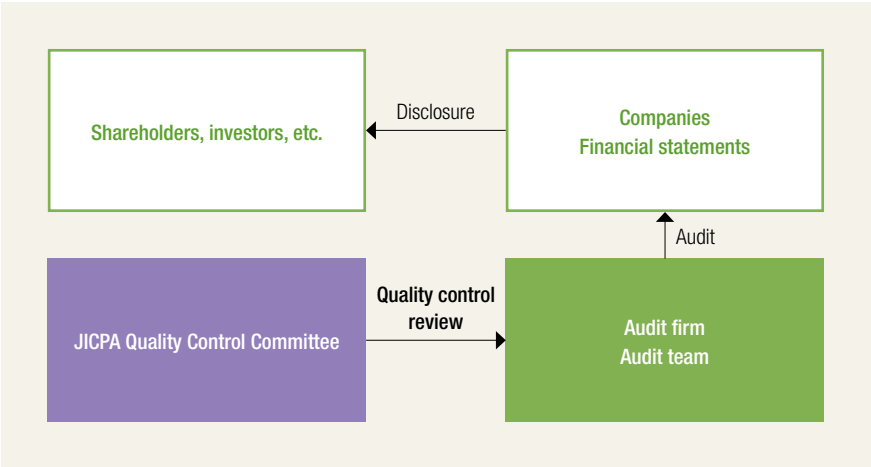 Shareholders, investors, etc.
Disclosure
Companies
Financial statements
Audit
JICPA Quality Control Committee
Quality control
review
Audit firm
Audit team